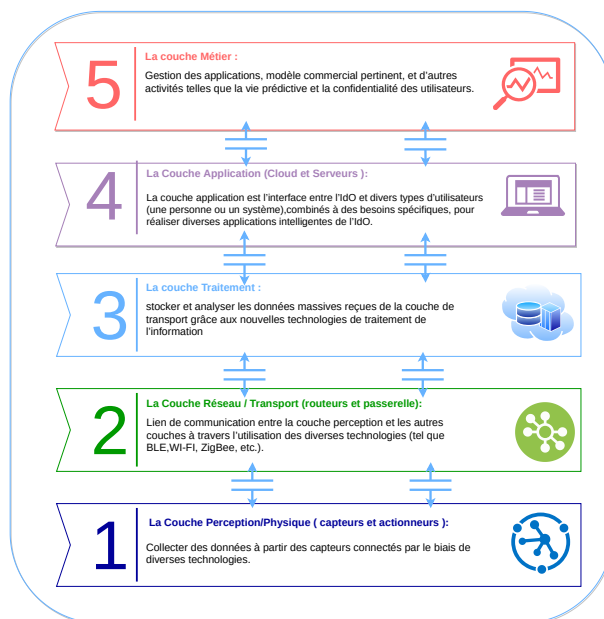 5
La couche Métier :
Gestion des applications, modèle commercial pertinent, et d'autres
activités telles que la vie prédictive et la confidentialité des utilisateurs.
4
La Couche Application (Cloud et Serveurs ):
La couche application est l'interface entre l'IdO et divers types d'utilisateurs
(une personne ou un système),combinés à des besoins spécifiques, pour
réaliser diverses applications intelligentes de l'IdO.
3
La couche Traitement :
stocker et analyser les données massives reçues de la couche de
transport grâce aux nouvelles technologies de traitement de
l'information
2
La Couche Réseau / Transport (routeurs et passerelle):
Lien de communication entre la couche perception et les autres
couches à travers l'utilisation des diverses technologies (tel que
BLE,WI-FI, ZigBee, etc.).
1
La Couche Perception/Physique ( capteurs et actionneurs ):
Collecter des données à partir des capteurs connectés par le biais de
diverses technologies.